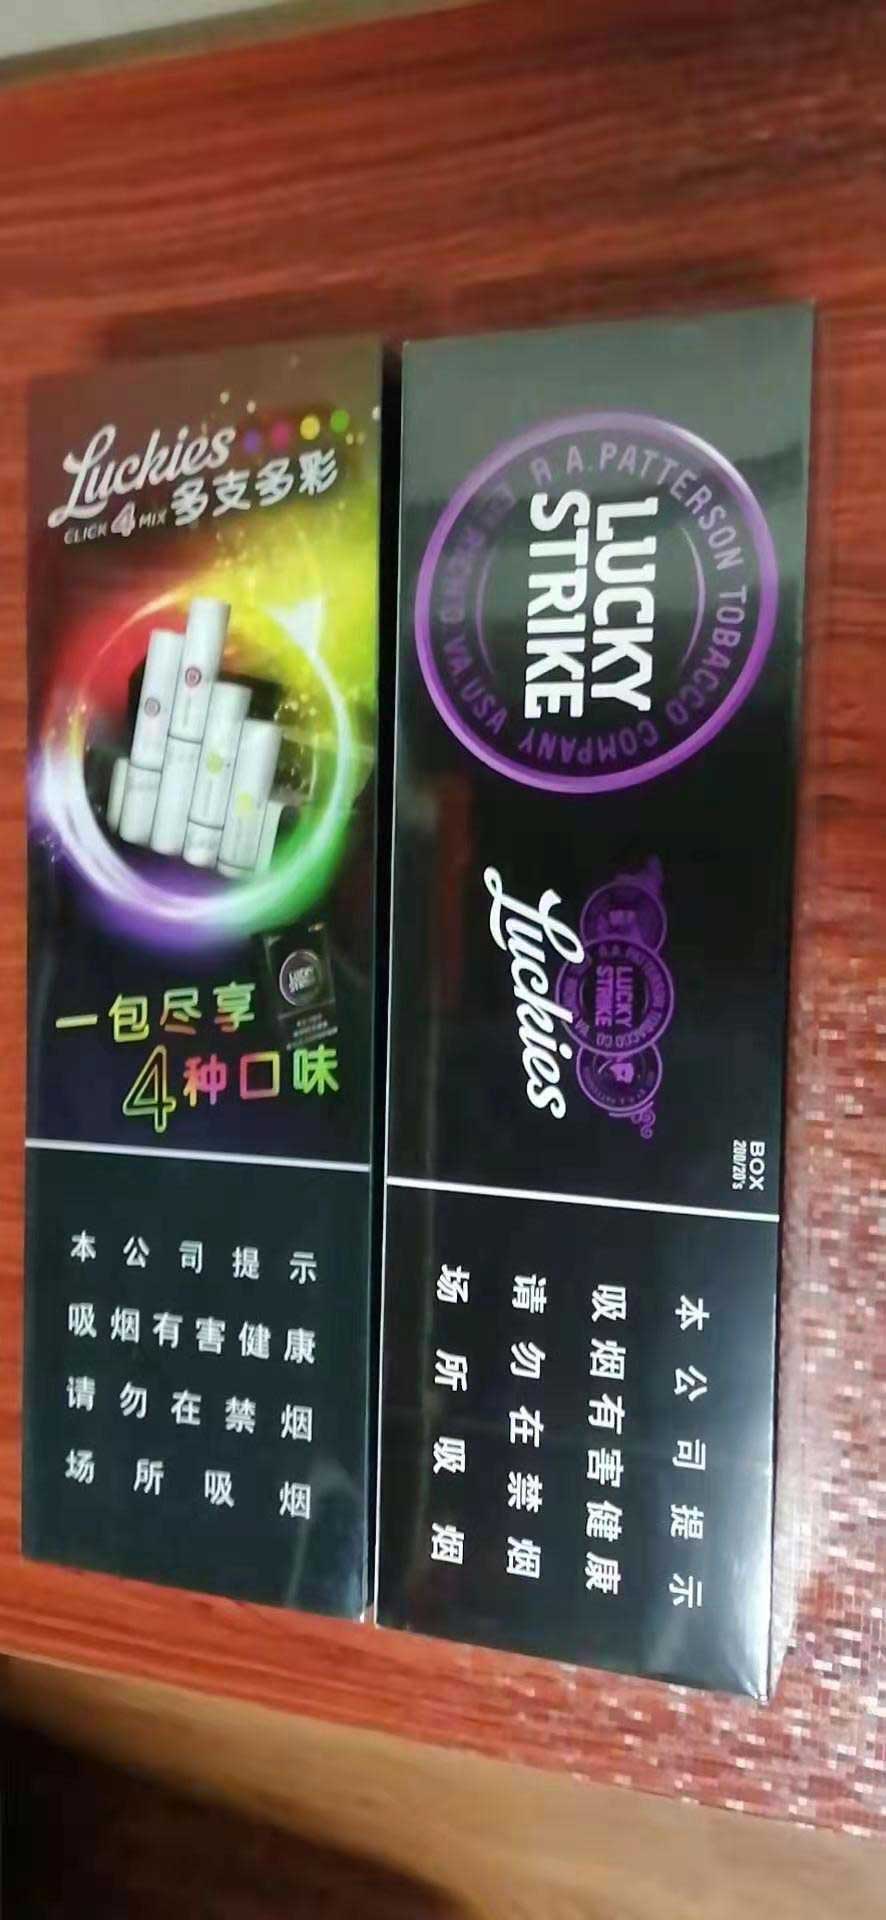 Luckies
CLICK 4 MIX 多支多彩
一包尽享
4种口味
本公司提示
吸烟有害健康
请勿在禁烟
场所吸烟
R.A.PATTERSON TOBACCO COMPANY
VA.USA
LUCKY
STRIKE
Luckies
LUCKY
STRIKE
BOX
200/20's
本公司提示
吸烟有害健康
请勿在禁烟
场所吸烟